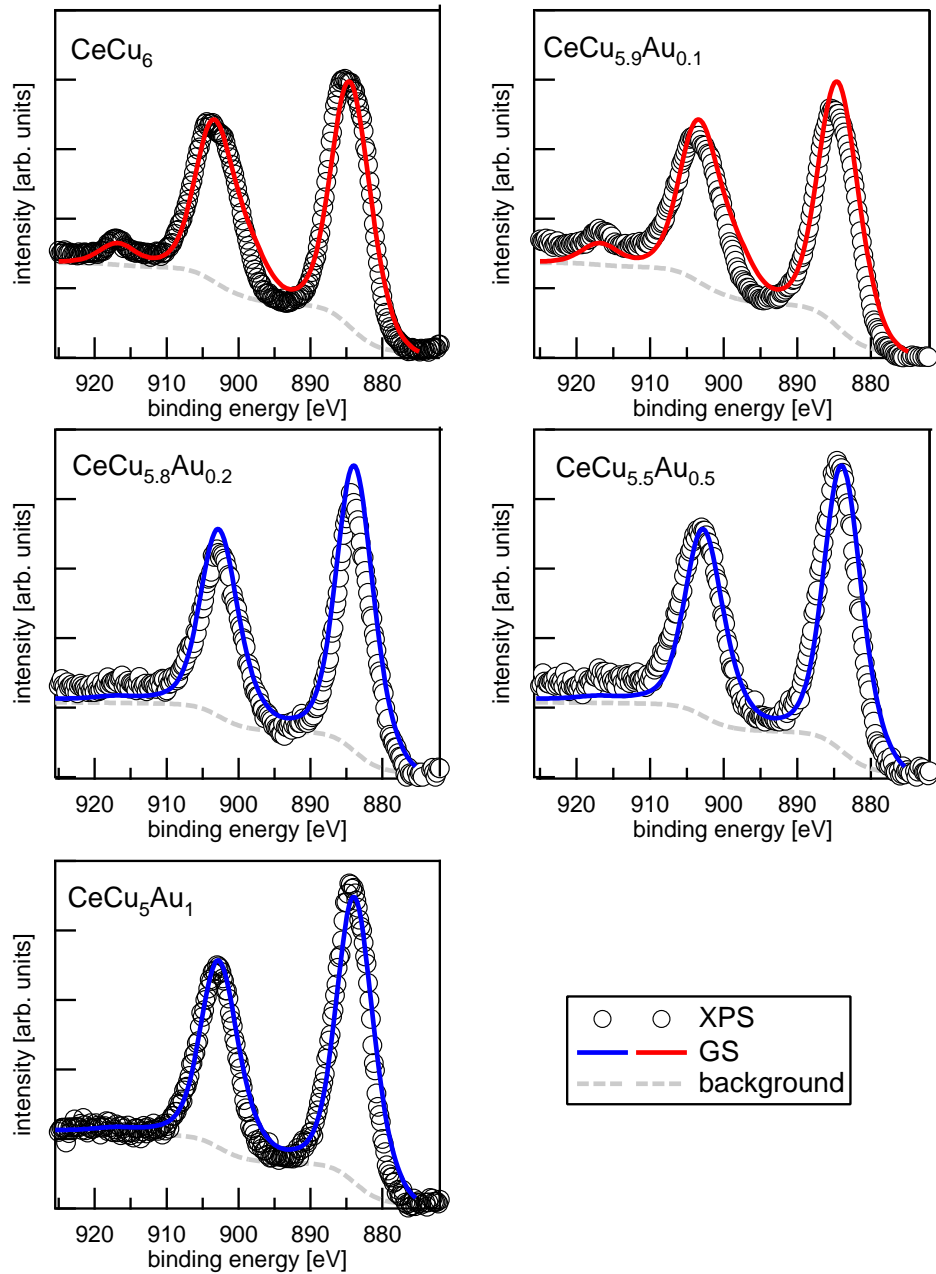 CeCu6
intensity [arb. units]
920 910 900 890 880
binding energy [eV]
CeCu5.9Au0.1
intensity [arb. units]
920 910 900 890 880
binding energy [eV]
CeCu5.8Au0.2
intensity [arb. units]
920 910 900 890 880
binding energy [eV]
CeCu5.5Au0.5
intensity [arb. units]
920 910 900 890 880
binding energy [eV]
CeCu5Au1
intensity [arb. units]
920 910 900 890 880
binding energy [eV]
XPS
GS
background